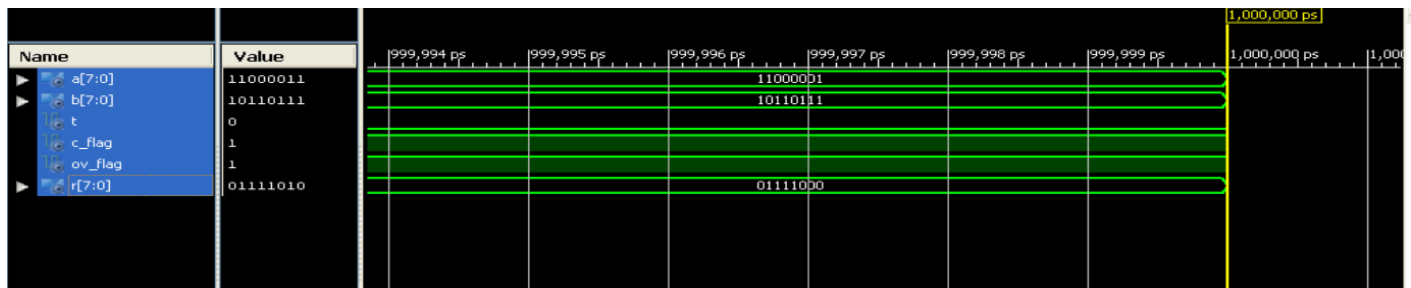 1,000,000 ps
Name Value 999,994 ps 999,995 ps 999,996 ps 999,997 ps 999,998 ps 999,999 ps 1,000,000 ps 1,000
a[7:0] 11000011 11000001
b[7:0] 10110111 10110111
t 0
c_flag 1
ov_flag 1
r[7:0] 01111010 01111000